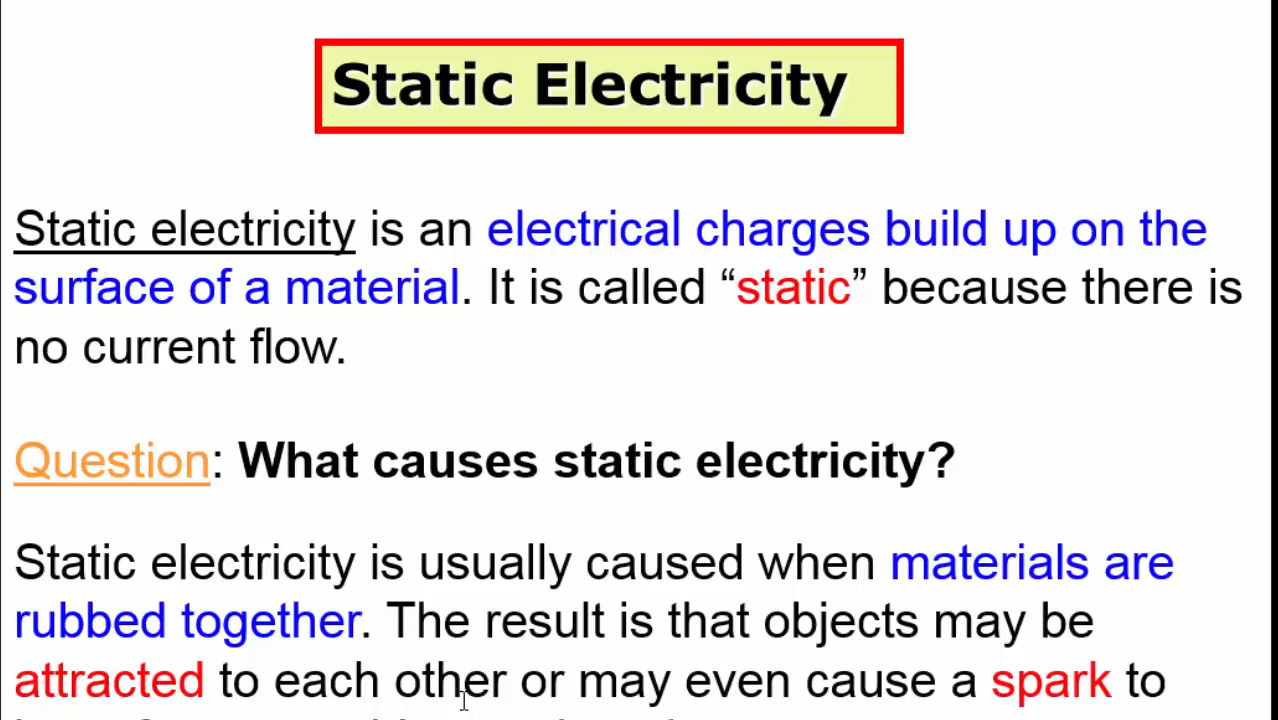 Static Electricity
Static electricity is an electrical charges build up on the
surface of a material. It is called “static” because there is
no current flow.
Question: What causes static electricity?
Static electricity is usually caused when materials are
rubbed together. The result is that objects may be
attracted to each other or may even cause a spark to